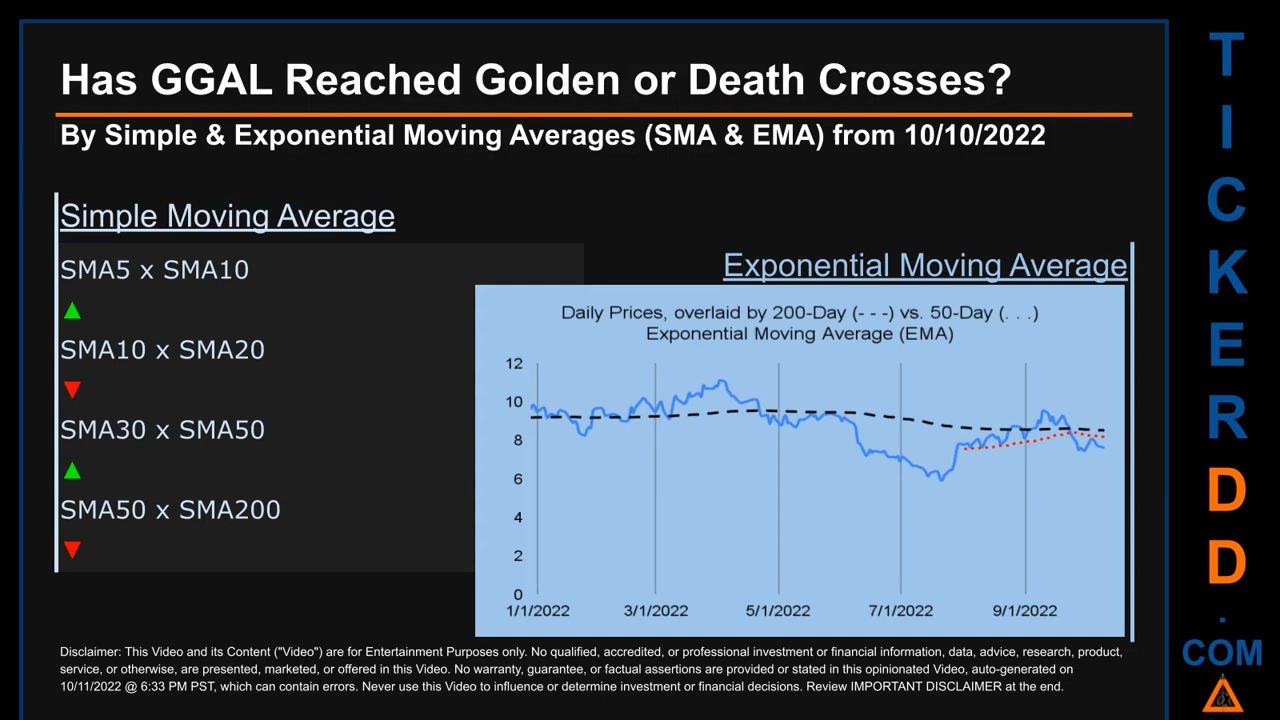 Has GGAL Reached Golden or Death Crosses?
By Simple & Exponential Moving Averages (SMA & EMA) from 10/10/2022
Simple Moving Average
SMA5 x SMA10
▲
SMA10 x SMA20
▼
SMA30 x SMA50
▲
SMA50 x SMA200
▼
Exponential Moving Average
Daily Prices, overlaid by 200-Day (- - -) vs. 50-Day (. . .)
Exponential Moving Average (EMA)
12
10
8
6
4
2
0
1/1/2022 3/1/2022 5/1/2022 7/1/2022 9/1/2022
Disclaimer: This Video and its Content ("Video") are for Entertainment Purposes only. No qualified, accredited, or professional investment or financial information, data, advice, research, product,
service, or otherwise, are presented, marketed, or offered in this Video. No warranty, guarantee, or factual assertions are provided or stated in this opinionated Video, auto-generated on
10/11/2022 @ 6:33 PM PST, which can contain errors. Never use this Video to influence or determine investment or financial decisions. Review IMPORTANT DISCLAIMER at the end.
T
I
C
K
E
R
D
D
.
COM